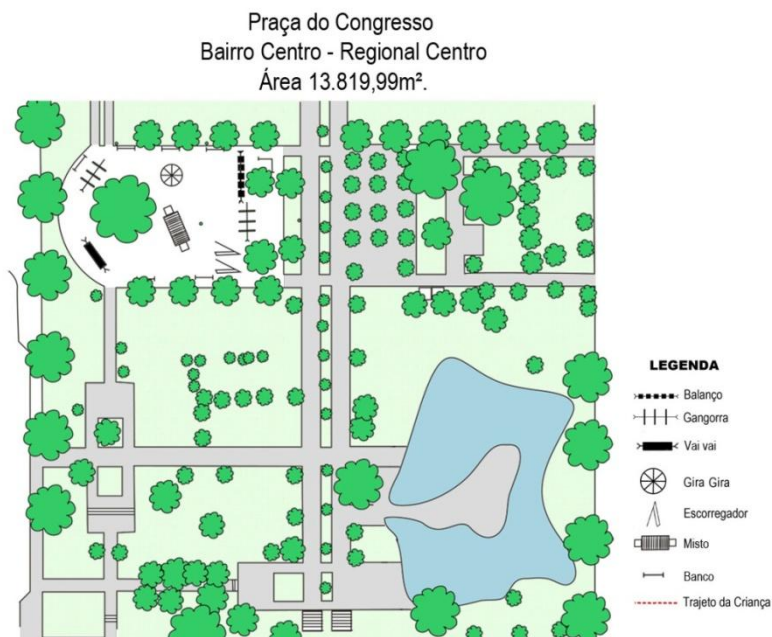 Praça do Congresso
Bairro Centro - Regional Centro
Área 13.819,99m².
LEGENDA
Balanço
Gangorra
Vai vai
Gira Gira
Escorregador
Misto
Banco
Trajeto da Criança